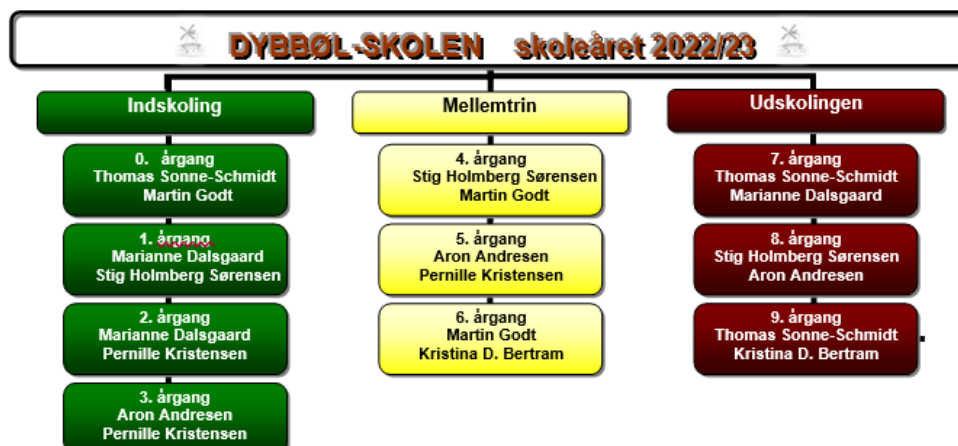 DYBBØL-SKOLEN skoleåret 2022/23
Indskoling
0. årgang
Thomas Sonne-Schmidt
Martin Godt
1. årgang
Marianne Dalsgaard
Stig Holmberg Sørensen
2. årgang
Marianne Dalsgaard
Pernille Kristensen
3. årgang
Aron Andresen
Pernille Kristensen
Mellemtrin
4. årgang
Stig Holmberg Sørensen
Martin Godt
5. årgang
Aron Andresen
Pernille Kristensen
6. årgang
Martin Godt
Kristina D. Bertram
Udskolingen
7. årgang
Thomas Sonne-Schmidt
Marianne Dalsgaard
8. årgang
Stig Holmberg Sørensen
Aron Andresen
9. årgang
Thomas Sonne-Schmidt
Kristina D. Bertram
.